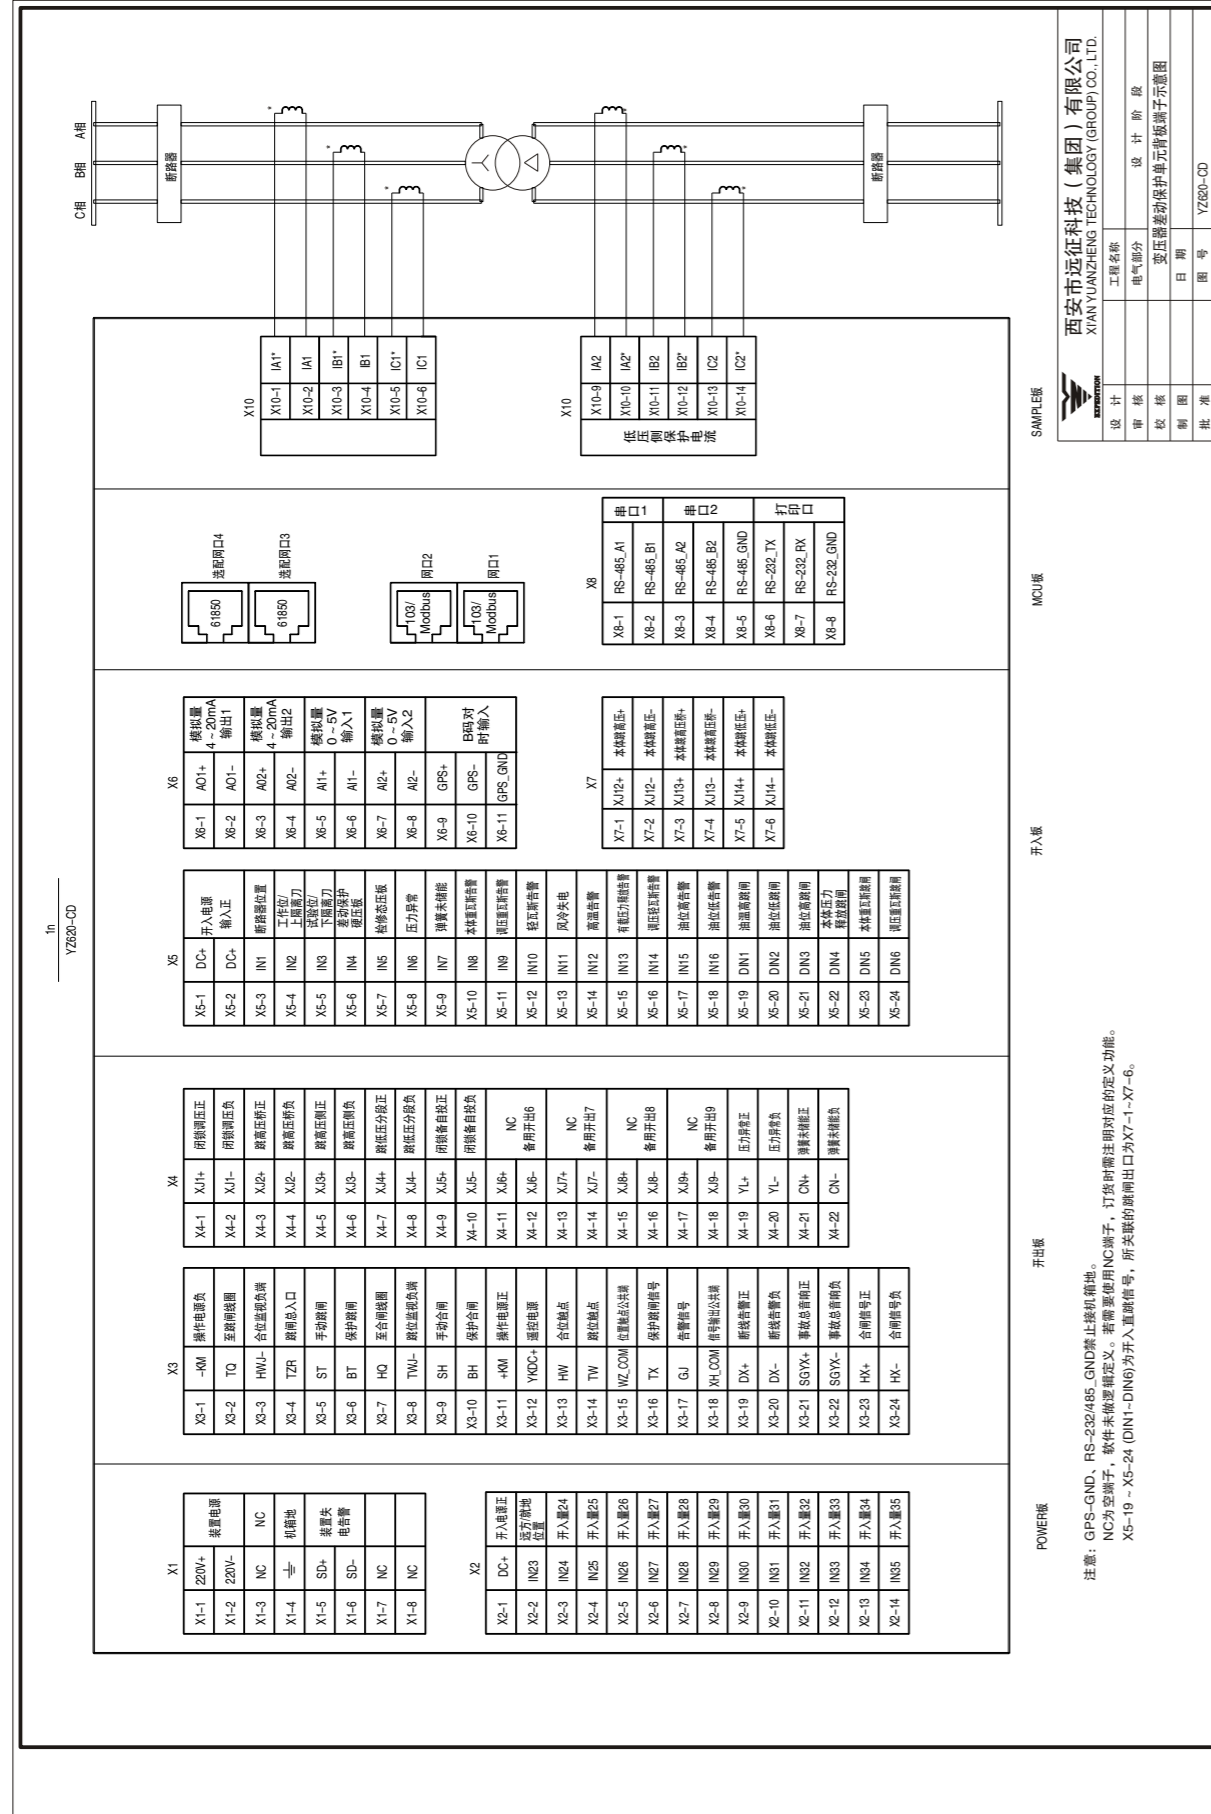 1n
YZ620-CD
X1
X1-1 220V+ 装置电源
X1-2 220V-
X1-3 NC NC
X1-4 机箱地
X1-5 SD+ 装置失
电告警
X1-6 SD-
X1-7 NC
X1-8 NC
X2
X2-1 DC+ 开入电源正
X2-2 IN23 远方/就地
位置
X2-3 IN24 开入量24
X2-4 IN25 开入量25
X2-5 IN26 开入量26
X2-6 IN27 开入量27
X2-7 IN28 开入量28
X2-8 IN29 开入量29
X2-9 IN30 开入量30
X2-10 IN31 开入量31
X2-11 IN32 开入量32
X2-12 IN33 开入量33
X2-13 IN34 开入量34
X2-14 IN35 开入量35
POWER板
X3
X3-1 -KM 操作电源负
X3-2 TQ 至跳闸线圈
X3-3 HWJ- 合位监视负端
X3-4 TZR 跳闸总入口
X3-5 ST 手动跳闸
X3-6 BT 保护跳闸
X3-7 HQ 至合闸线圈
X3-8 TWJ- 跳位监视负端
X3-9 SH 手动合闸
X3-10 BH 保护合闸
X3-11 +KM 操作电源正
X3-12 YKDC+ 遥控电源
X3-13 HW 合位触点
X3-14 TW 跳位触点
X3-15 WZ_COM 位置触点公共端
X3-16 TX 保护跳闸信号
X3-17 GJ 告警信号
X3-18 XH_COM 信号输出公共端
X3-19 DX+ 断线告警正
X3-20 DX- 断线告警负
X3-21 SGYX+ 事故总音响正
X3-22 SGYX- 事故总音响负
X3-23 HX+ 合闸信号正
X3-24 HX- 合闸信号负
X4
X4-1 XJ1+ 闭锁调压正
X4-2 XJ1- 闭锁调压负
X4-3 XJ2+ 跳高压桥正
X4-4 XJ2- 跳高压桥负
X4-5 XJ3+ 跳高压侧正
X4-6 XJ3- 跳高压侧负
X4-7 XJ4+ 跳低压分段正
X4-8 XJ4- 跳低压分段负
X4-9 XJ5+ 闭锁备自投正
X4-10 XJ5- 闭锁备自投负
X4-11 XJ6+ NC
X4-12 XJ6- 备用开出6
X4-13 XJ7+ NC
X4-14 XJ7- 备用开出7
X4-15 XJ8+ NC
X4-16 XJ8- 备用开出8
X4-17 XJ9+ NC
X4-18 XJ9- 备用开出9
X4-19 YL+ 压力异常正
X4-20 YL- 压力异常负
X4-21 CN+ 弹簧未储能正
X4-22 CN- 弹簧未储能负
开出板
X5
X5-1 DC+ 开入电源
X5-2 DC+ 输入正
X5-3 IN1 断路器位置
X5-4 IN2 工作位/
上隔离刀
X5-5 IN3 试验位/
下隔离刀
X5-6 IN4 差动保护
硬压板
X5-7 IN5 检修态压板
X5-8 IN6 压力异常
X5-9 IN7 弹簧未储能
X5-10 IN8 本体重瓦斯告警
X5-11 IN9 调压重瓦斯告警
X5-12 IN10 轻瓦斯告警
X5-13 IN11 风冷失电
X5-14 IN12 高温告警
X5-15 IN13 有载压力释放告警
X5-16 IN14 调压轻瓦斯告警
X5-17 IN15 油位高告警
X5-18 IN16 油位低告警
X5-19 DIN1 油温高跳闸
X5-20 DIN2 油位低跳闸
X5-21 DIN3 油位高跳闸
X5-22 DIN4 本体压力
释放跳闸
X5-23 DIN5 本体重瓦斯跳闸
X5-24 DIN6 调压重瓦斯跳闸
X6
X6-1 AO1+ 模拟量
4~20mA
输出1
X6-2 AO1-
X6-3 A02+ 模拟量
4~20mA
输出2
X6-4 A02-
X6-5 AI1+ 模拟量
0~5V
输入1
X6-6 AI1-
X6-7 AI2+ 模拟量
0~5V
输入2
X6-8 AI2-
X6-9 GPS+ B码对
时输入
X6-10 GPS-
X6-11 GPS_GND
X7
X7-1 XJ12+ 本体跳高压+
X7-2 XJ12- 本体跳高压-
X7-3 XJ13+ 本体跳高压桥+
X7-4 XJ13- 本体跳高压桥-
X7-5 XJ14+ 本体跳低压+
X7-6 XJ14- 本体跳低压-
开入板
61850 选配网口4
61850 选配网口3
103/
Modbus 网口2
103/
Modbus 网口1
X8
X8-1 RS-485_A1 串口1
X8-2 RS-485_B1
X8-3 RS-485_A2 串口2
X8-4 RS-485_B2
X8-5 RS-485_GND
X8-6 RS-232_TX 打印口
X8-7 RS-232_RX
X8-8 RS-232_GND
MCU板
X10
X10-1 IA1*
X10-2 IA1
X10-3 IB1*
X10-4 IB1
X10-5 IC1*
X10-6 IC1
X10
低压侧保护电流
X10-9 IA2
X10-10 IA2*
X10-11 IB2
X10-12 IB2*
X10-13 IC2
X10-14 IC2*
SAMPLE板
A相
B相
C相
断路器
断路器
注意：GPS-GND、RS-232/485_GND禁止接机箱地。
NC为空端子，软件未做逻辑定义。若需要使用NC端子，订货时需注明对应的定义功能。
X5-19 ~ X5-24 (DIN1-DIN6)为开入直跳信号，所关联的跳闸出口为X7-1~X7-6。
EXPEDITION
西安市远征科技（集团）有限公司
XI'AN YUANZHENG TECHNOLOGY (GROUP) CO., LTD.
设计 工程名称
审核 电气部分 设计阶段
校核 变压器差动保护单元背板端子示意图
制图 日期
批准 图号 YZ620-CD